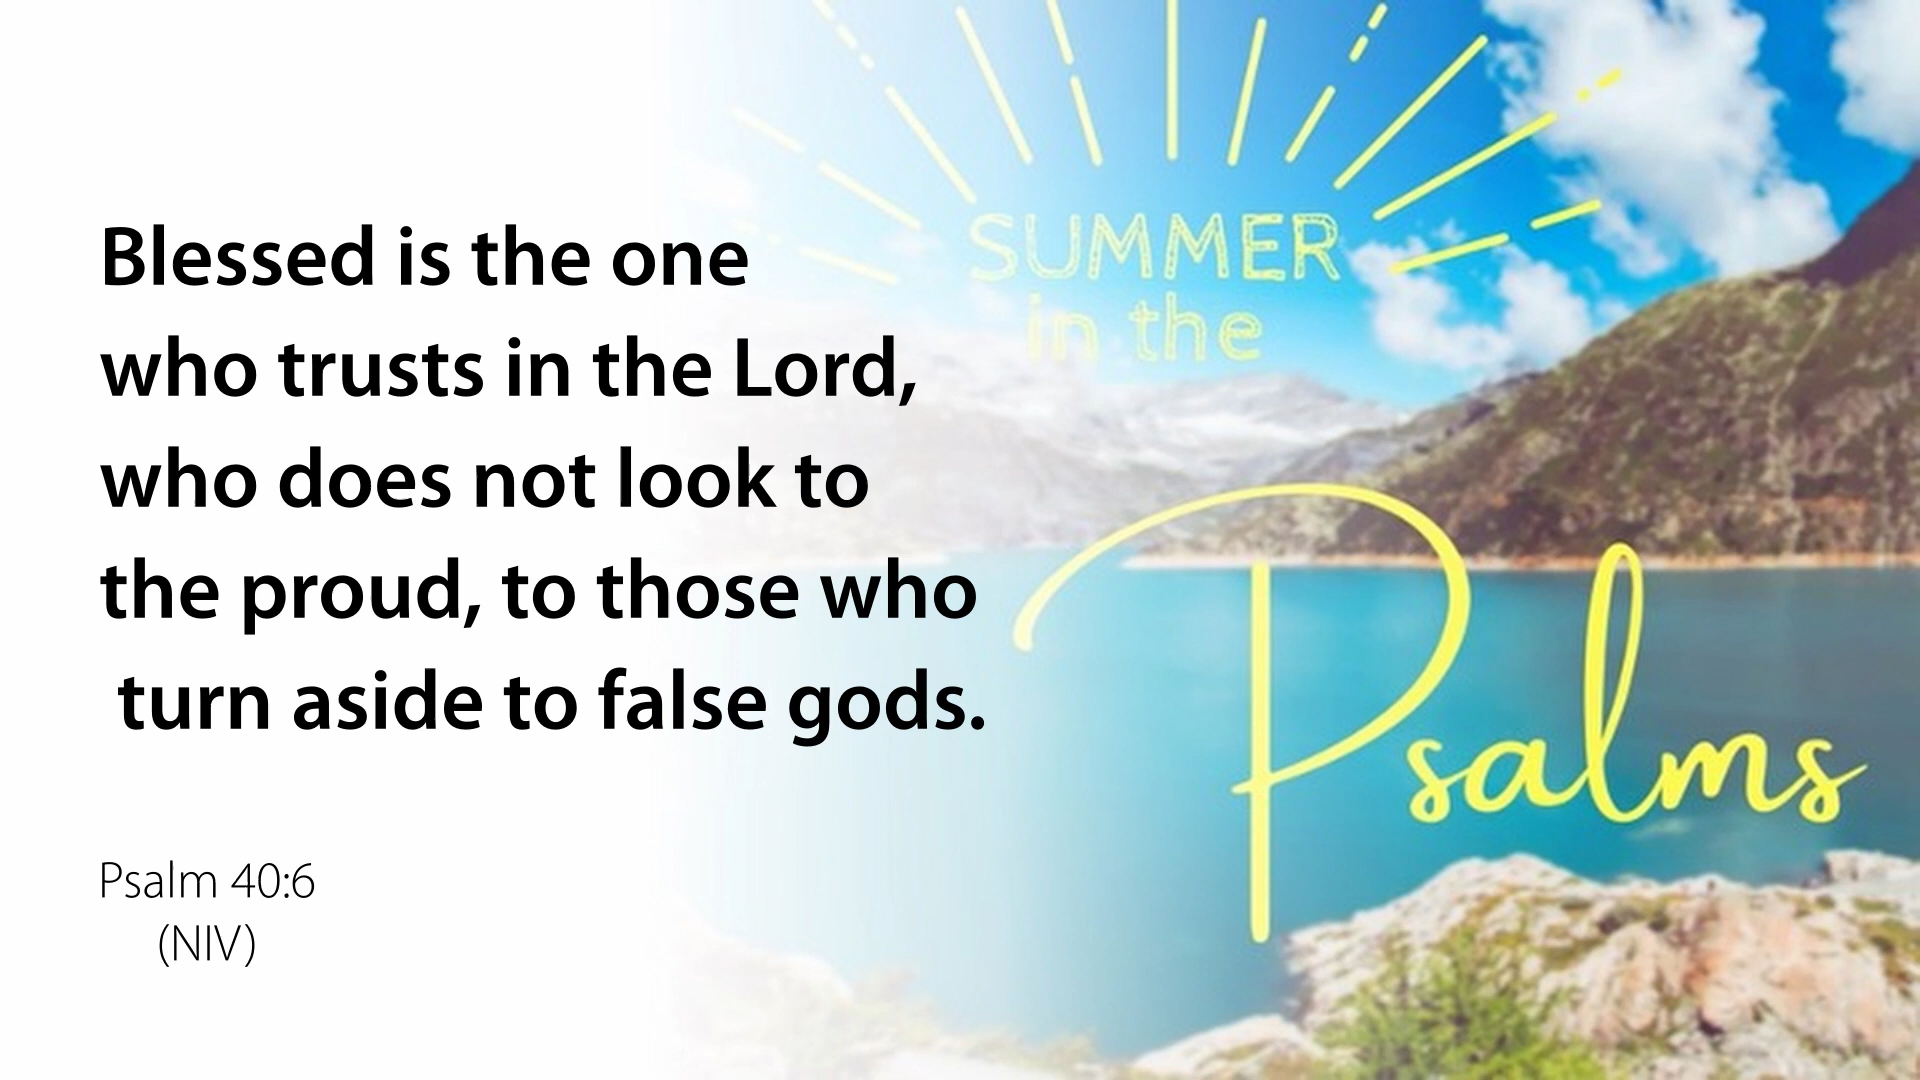 Blessed is the one
who trusts in the Lord,
who does not look to
the proud, to those who
turn aside to false gods.
Psalm 40:6
(NIV)
SUMMER
in the
Psalms